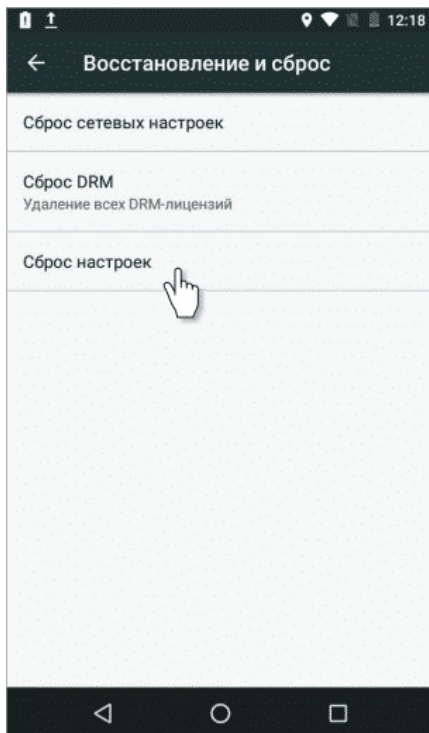 12:18
Восстановление и сброс
Сброс сетевых настроек
Сброс DRM
Удаление всех DRM-лицензий
Сброс настроек